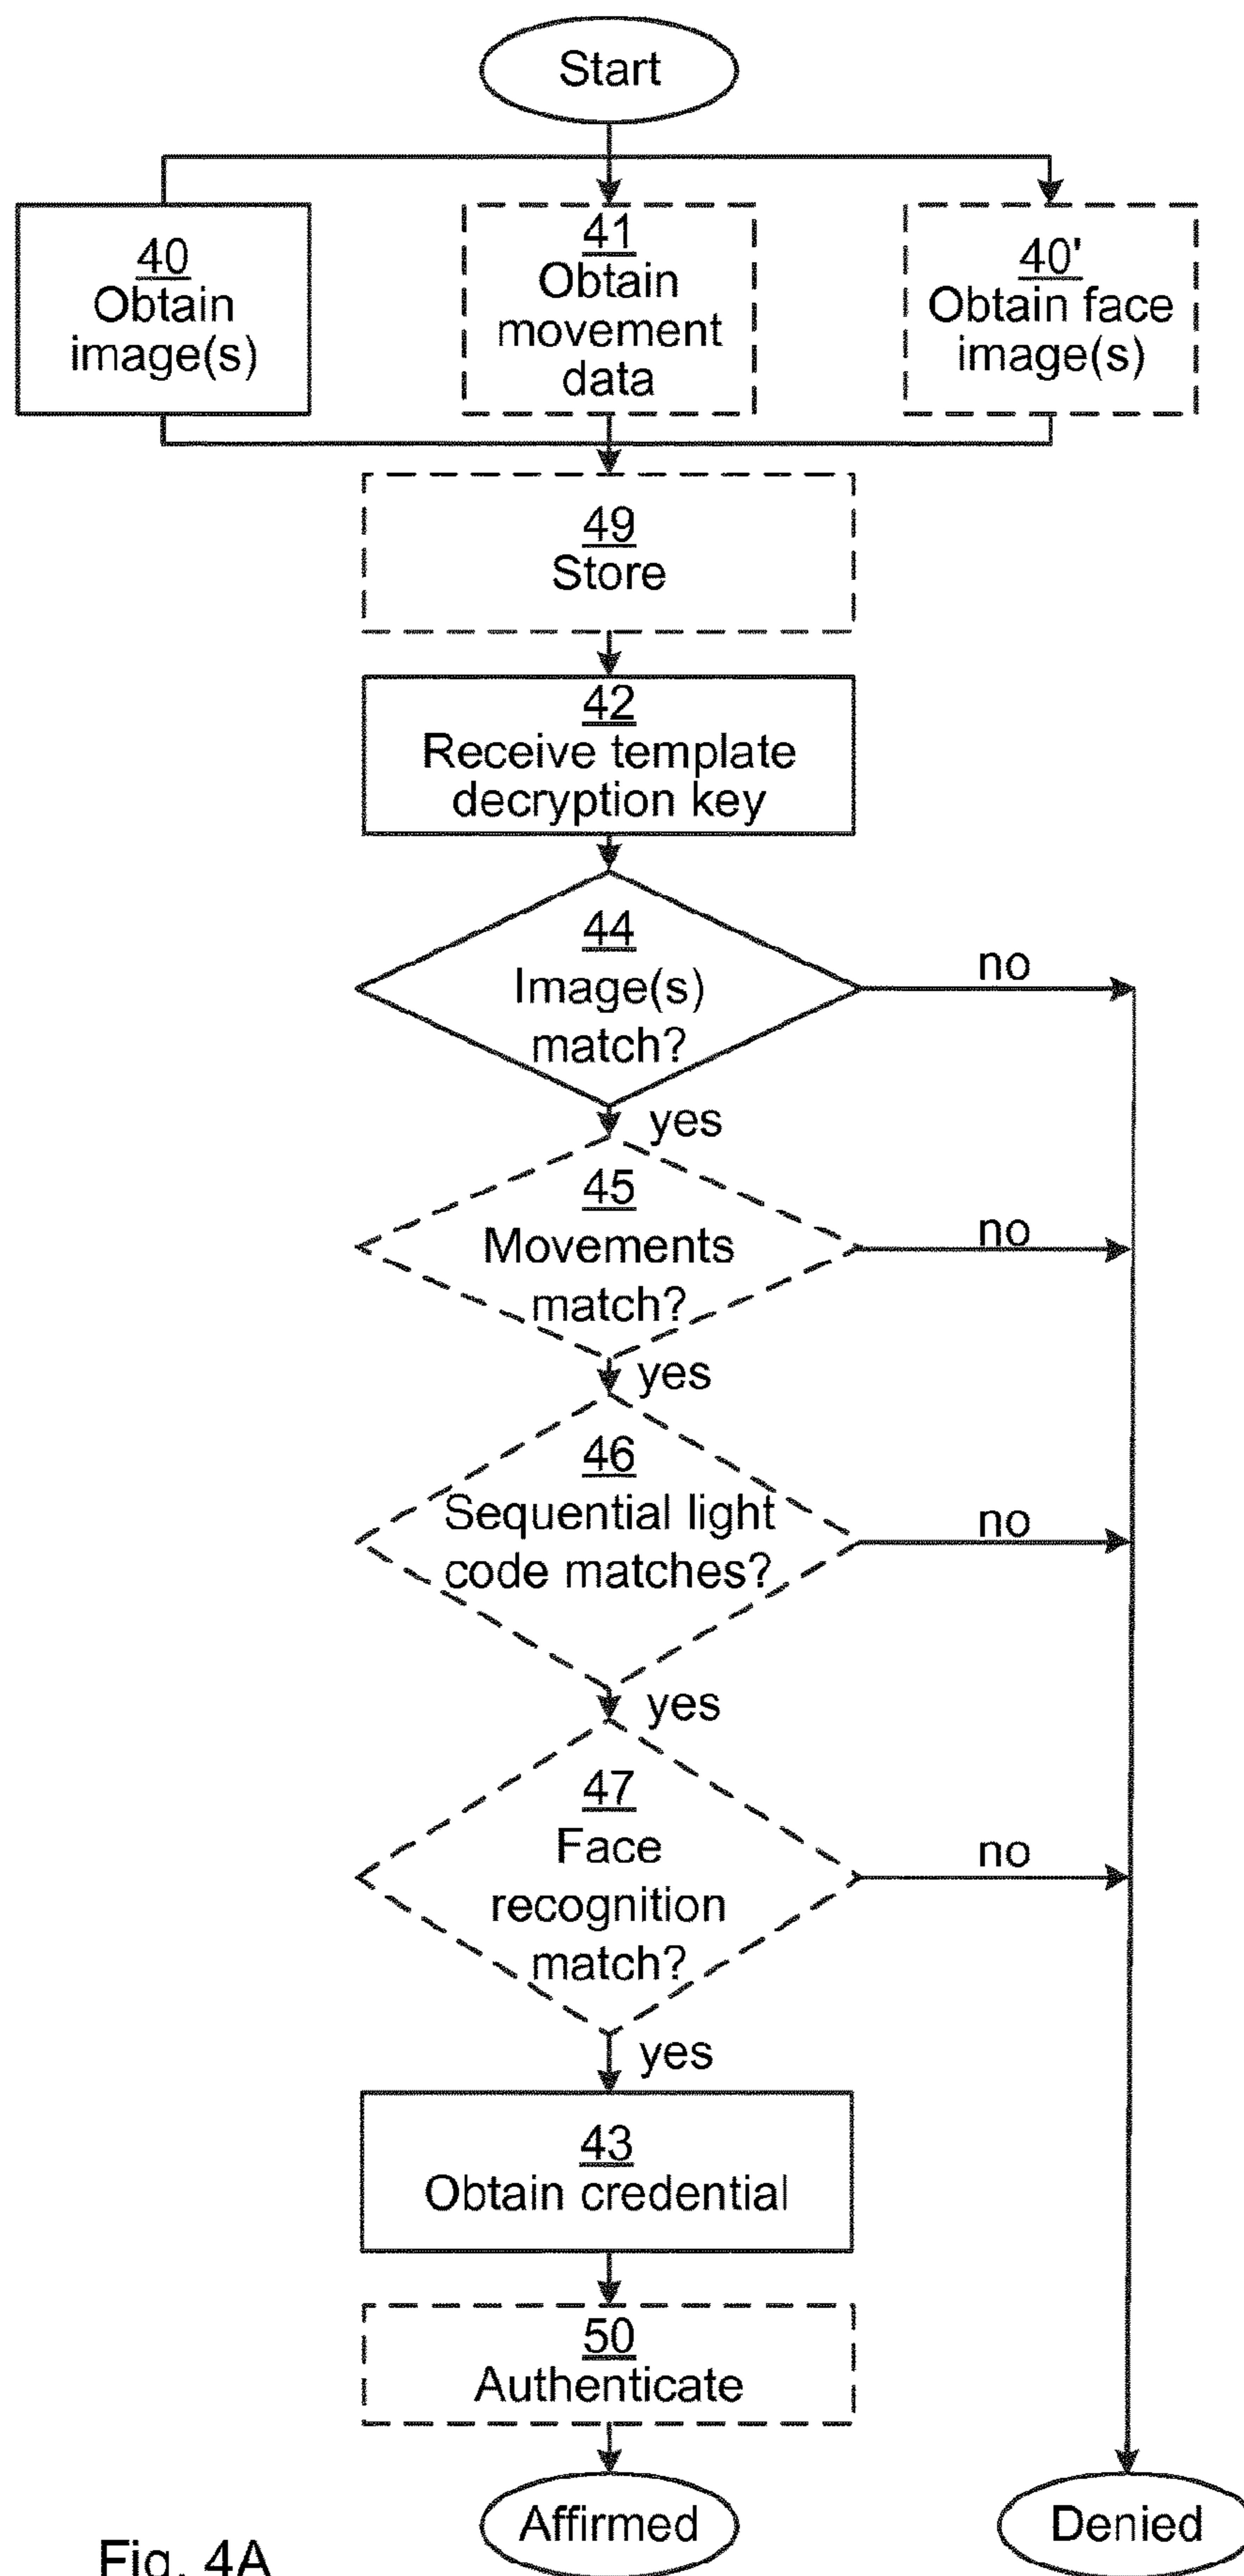 Start
40
Obtain
image(s)
41
Obtain
movement
data
40'
Obtain face
image(s)
49
Store
42
Receive template
decryption key
44
Image(s)
match?
no
yes
45
Movements
match?
no
yes
46
Sequential light
code matches?
no
yes
47
Face
recognition
match?
no
yes
43
Obtain credential
50
Authenticate
Affirmed
Denied
Fig. 4A